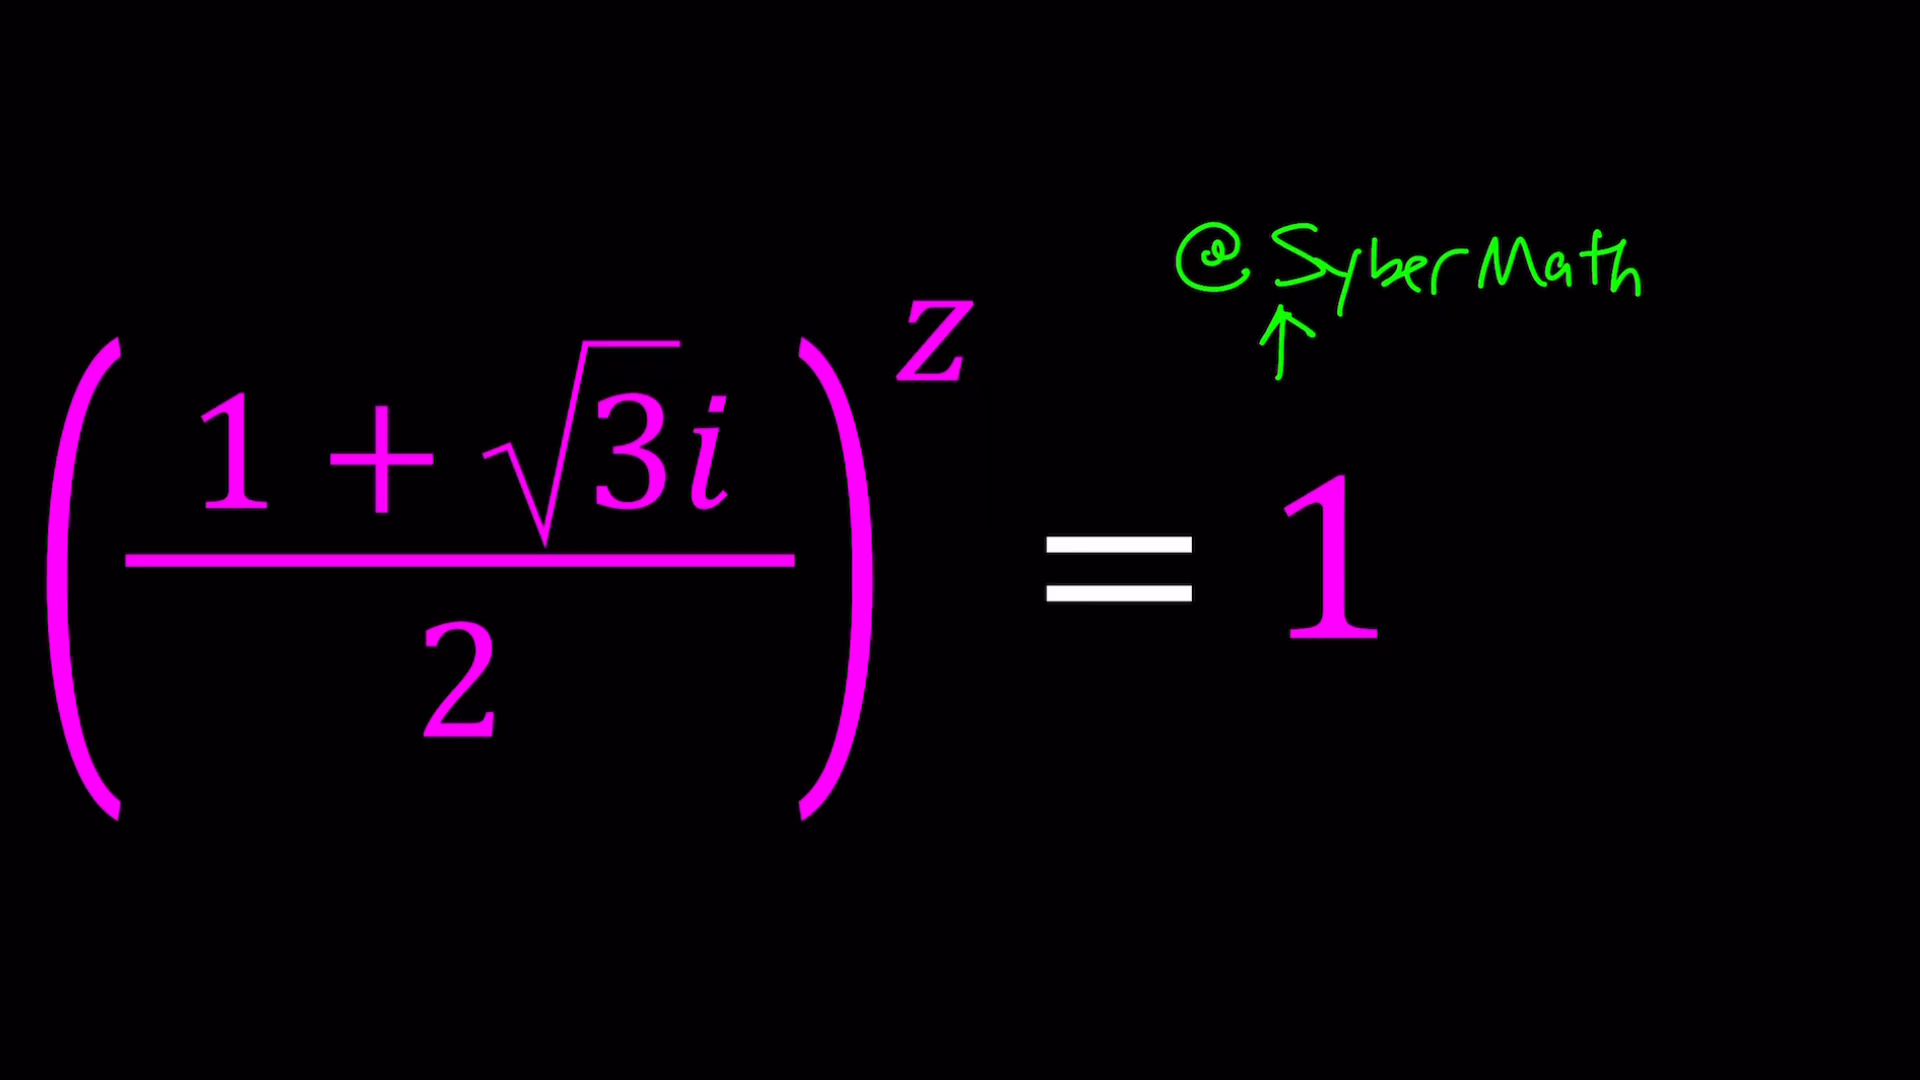 @SyberMath
↑
(1 + √3i / 2)^z = 1